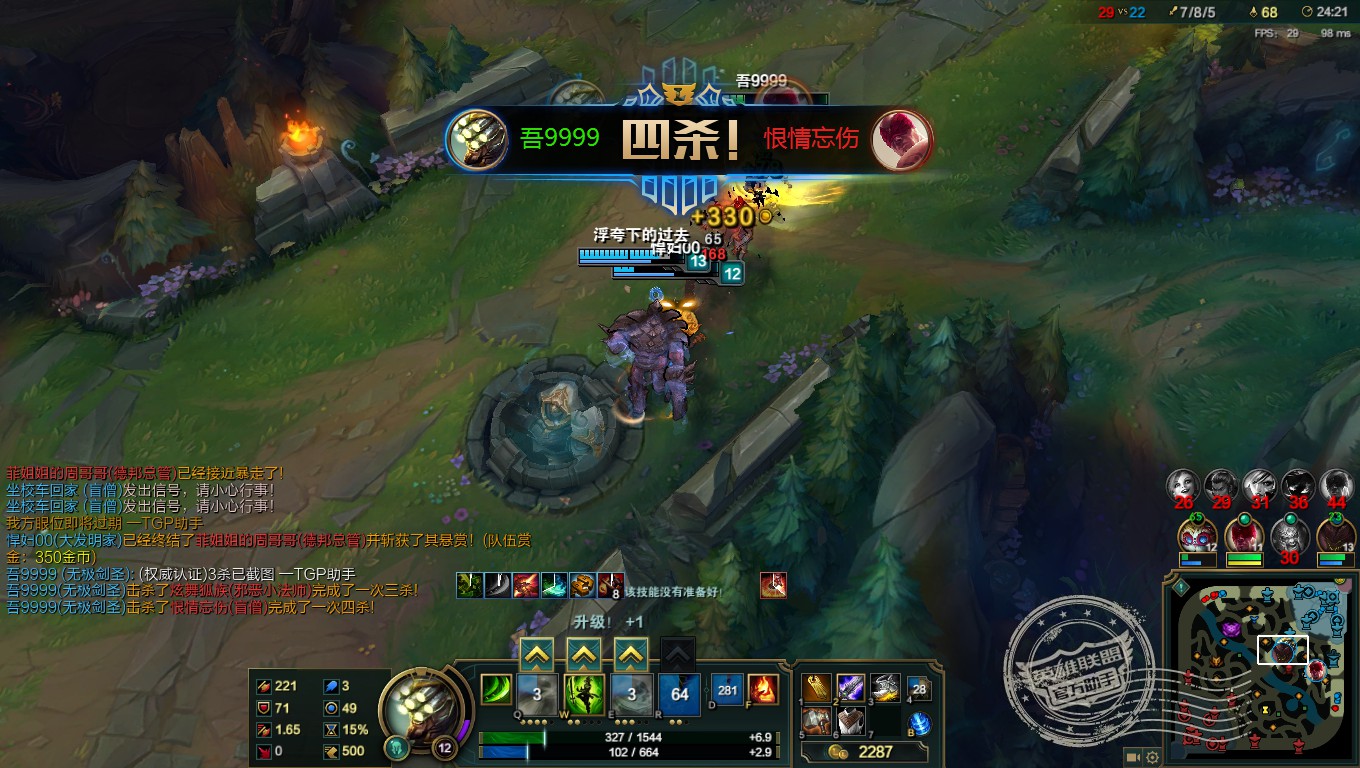 29 vs 22 7/8/5 68 24:21
FPS: 29 98 ms
吾9999
吾9999 四杀! 恨情忘伤
+330
浮夸下的过去 65
悍妇00 168
13
12
菲姐姐的周哥哥(德邦总管)已经接近暴走了!
坐校车回家 (盲僧)发出信号，请小心行事!
坐校车回家 (盲僧)发出信号，请小心行事!
我方眼位即将过期 —TGP助手
悍妇00(大发明家)已经终结了菲姐姐的周哥哥(德邦总管)并斩获了其悬赏! (队伍赏
金: 350金币)
吾9999 (无极剑圣): (权威认证)3杀已截图 —TGP助手
吾9999(无极剑圣)击杀了炫舞狐族(邪恶小法师)完成了一次三杀!
吾9999(无极剑圣)击杀了恨情忘伤(盲僧)完成了一次四杀!
8 该技能没有准备好!
升级! +1
26 29 31 36 44
65 23
12 30 13
英雄联盟
官方助手
221 3
71 49
1.65 15%
0 500
12
3 3 64 281
Q W E R D F
327 / 1544 +6.9
102 / 664 +2.9
1 2 3 28
5 6 7 B
2287